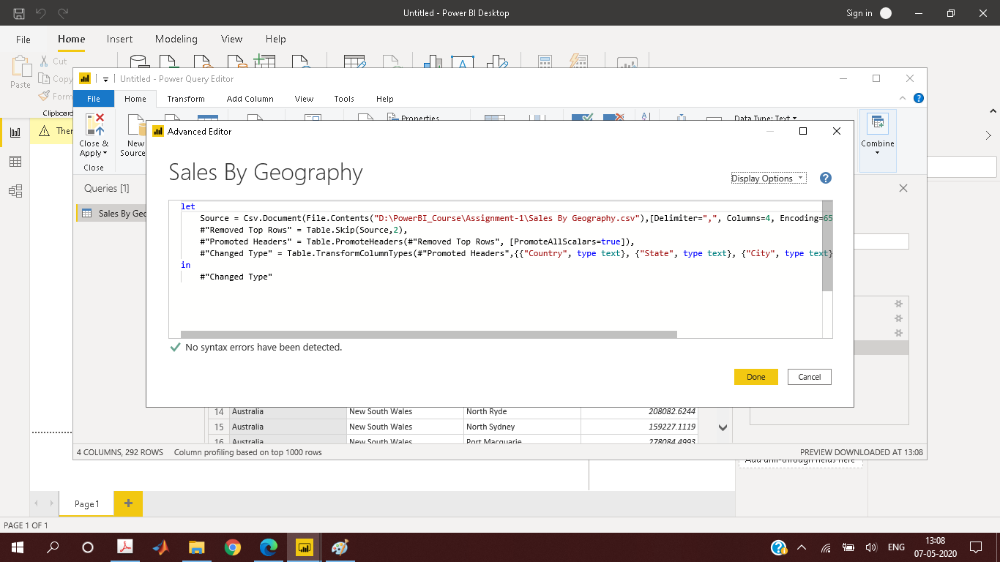 Untitled - Power BI Desktop
Sign in
File Home Insert Modeling View Help
Cut
Copy
Paste
Clipboard
Untitled - Power Query Editor
File Home Transform Add Column View Tools Help
Properties
Data Type: Text
Close & Apply
New Source
Combine
Close
Queries [1]
Sales By Geo
Advanced Editor
Sales By Geography
Display Options
let
Source = Csv.Document(File.Contents("D:\PowerBI_Course\Assignment-1\Sales By Geography.csv"),[Delimiter=",", Columns=4, Encoding=65
#"Removed Top Rows" = Table.Skip(Source,2),
#"Promoted Headers" = Table.PromoteHeaders(#"Removed Top Rows", [PromoteAllScalars=true]),
#"Changed Type" = Table.TransformColumnTypes(#"Promoted Headers",{{"Country", type text}, {"State", type text}, {"City", type text}
in
#"Changed Type"
No syntax errors have been detected.
Done Cancel
14 Australia New South Wales North Ryde 208082.6244
15 Australia New South Wales North Sydney 159227.1119
16 Australia New South Wales Port Macquarie 278084.4993
4 COLUMNS, 292 ROWS Column profiling based on top 1000 rows PREVIEW DOWNLOADED AT 13:08
Add drill-through fields here
Page1
PAGE 1 OF 1
ENG
13:08
07-05-2020